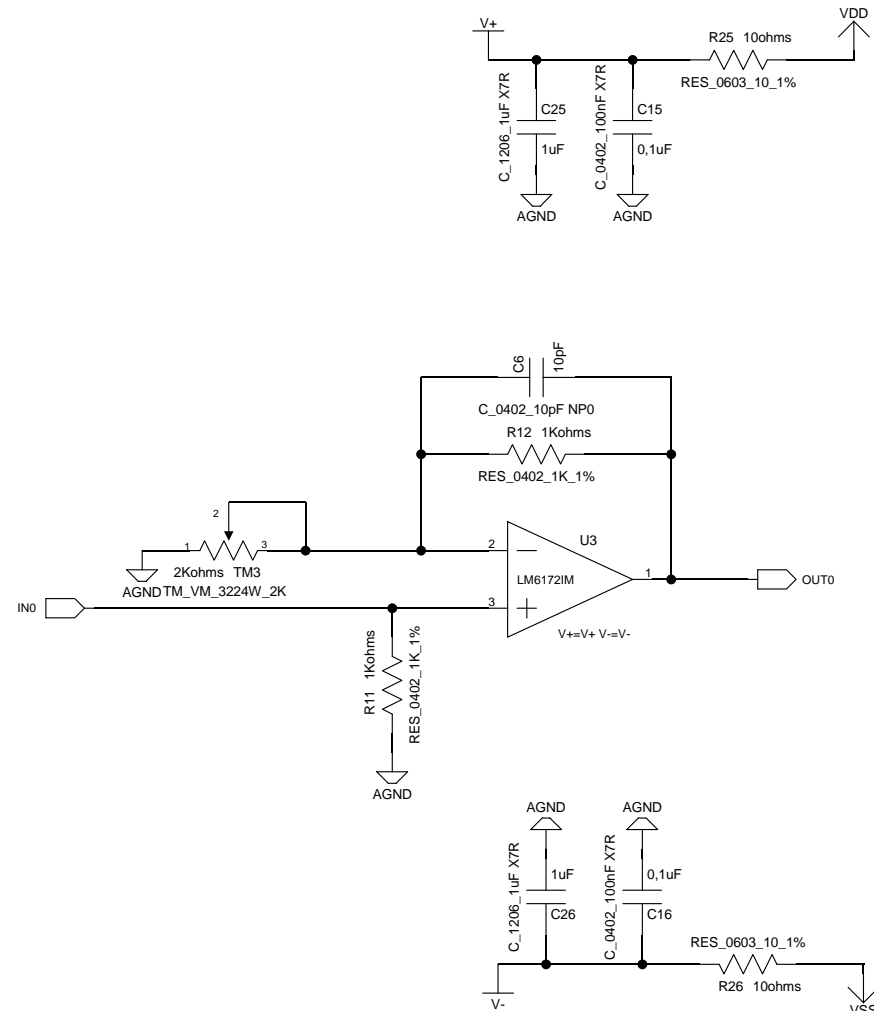 V+
VDD
R25 10ohms
RES_0603_10_1%
C_1206_1uF X7R
C25
1uF
C_0402_100nF X7R
C15
0,1uF
AGND
AGND
C6
10pF
C_0402_10pF NP0
R12 1Kohms
RES_0402_1K_1%
2
1
3
2Kohms TM3
AGND
TM_VM_3224W_2K
2
U3
LM6172IM
1
OUT0
IN0
3
V+=V+ V-=V-
R11 1Kohms
RES_0402_1K_1%
AGND
AGND
AGND
C_1206_1uF X7R
1uF
C26
C_0402_100nF X7R
0,1uF
C16
RES_0603_10_1%
R26 10ohms
V-
VSS